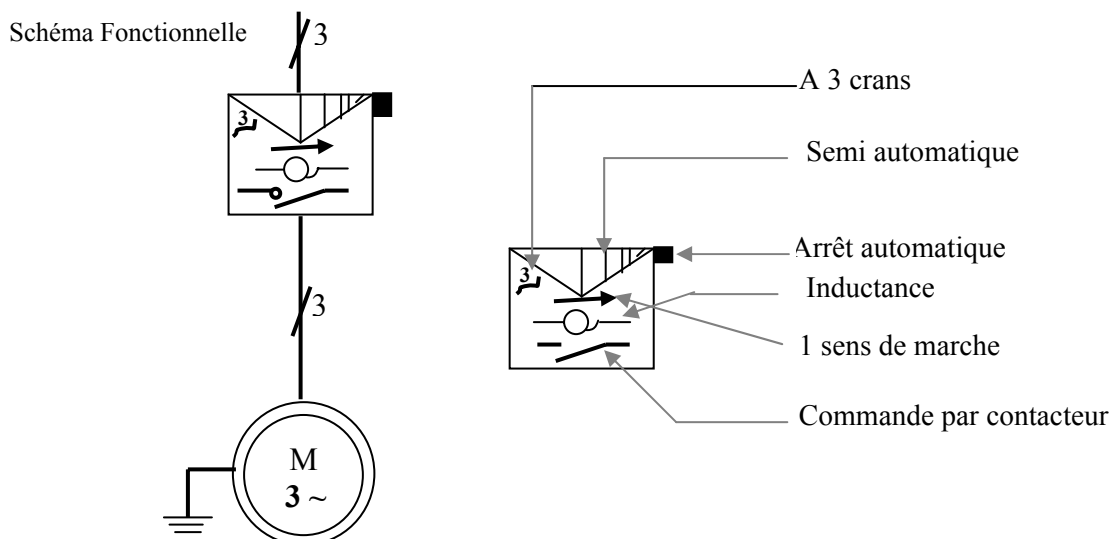 Schéma Fonctionnelle
3
3
3
M
3 ~
A 3 crans
Semi automatique
Arrêt automatique
3
Inductance
1 sens de marche
Commande par contacteur